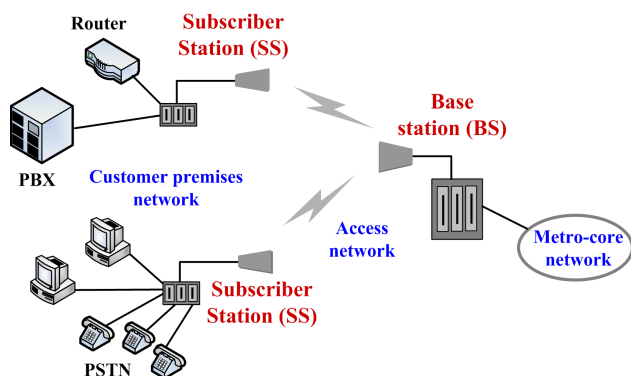 Router
Subscriber
Station (SS)
Base
station (BS)
PBX
Customer premises
network
Access
network
Metro-core
network
Subscriber
Station (SS)
PSTN